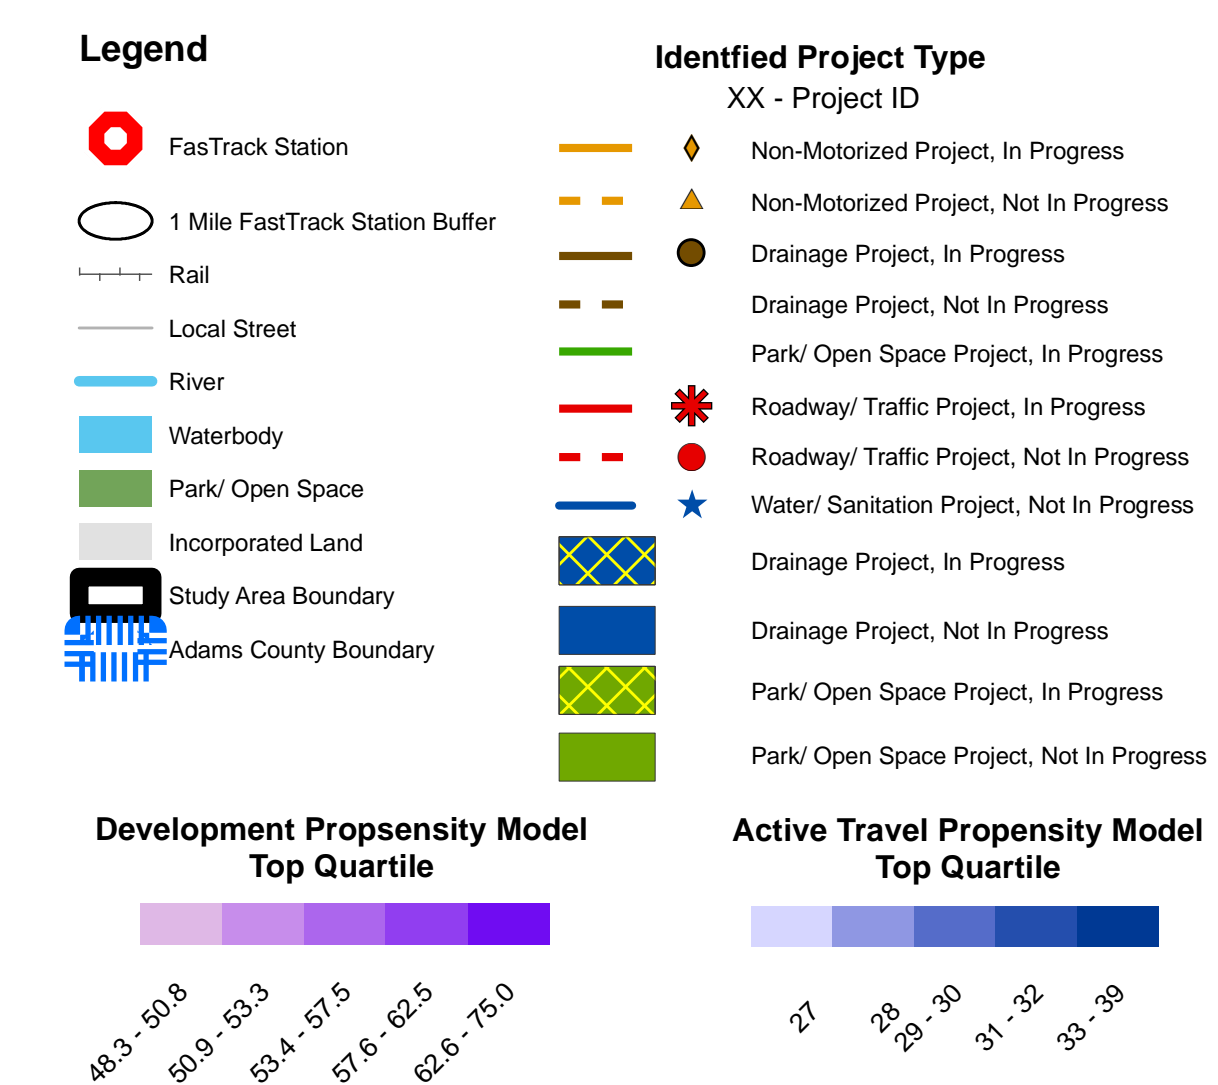 Legend
FasTrack Station
1 Mile FastTrack Station Buffer
Rail
Local Street
River
Waterbody
Park/ Open Space
Incorporated Land
Study Area Boundary
Adams County Boundary
Identfied Project Type
XX - Project ID
Non-Motorized Project, In Progress
Non-Motorized Project, Not In Progress
Drainage Project, In Progress
Drainage Project, Not In Progress
Park/ Open Space Project, In Progress
Roadway/ Traffic Project, In Progress
Roadway/ Traffic Project, Not In Progress
Water/ Sanitation Project, Not In Progress
Drainage Project, In Progress
Drainage Project, Not In Progress
Park/ Open Space Project, In Progress
Park/ Open Space Project, Not In Progress
Development Propsensity Model
Top Quartile
48.3 - 50.8
50.9 - 53.3
53.4 - 57.5
57.6 - 62.5
62.6 - 75.0
Active Travel Propensity Model
Top Quartile
27
28
29 - 30
31 - 32
33 - 39